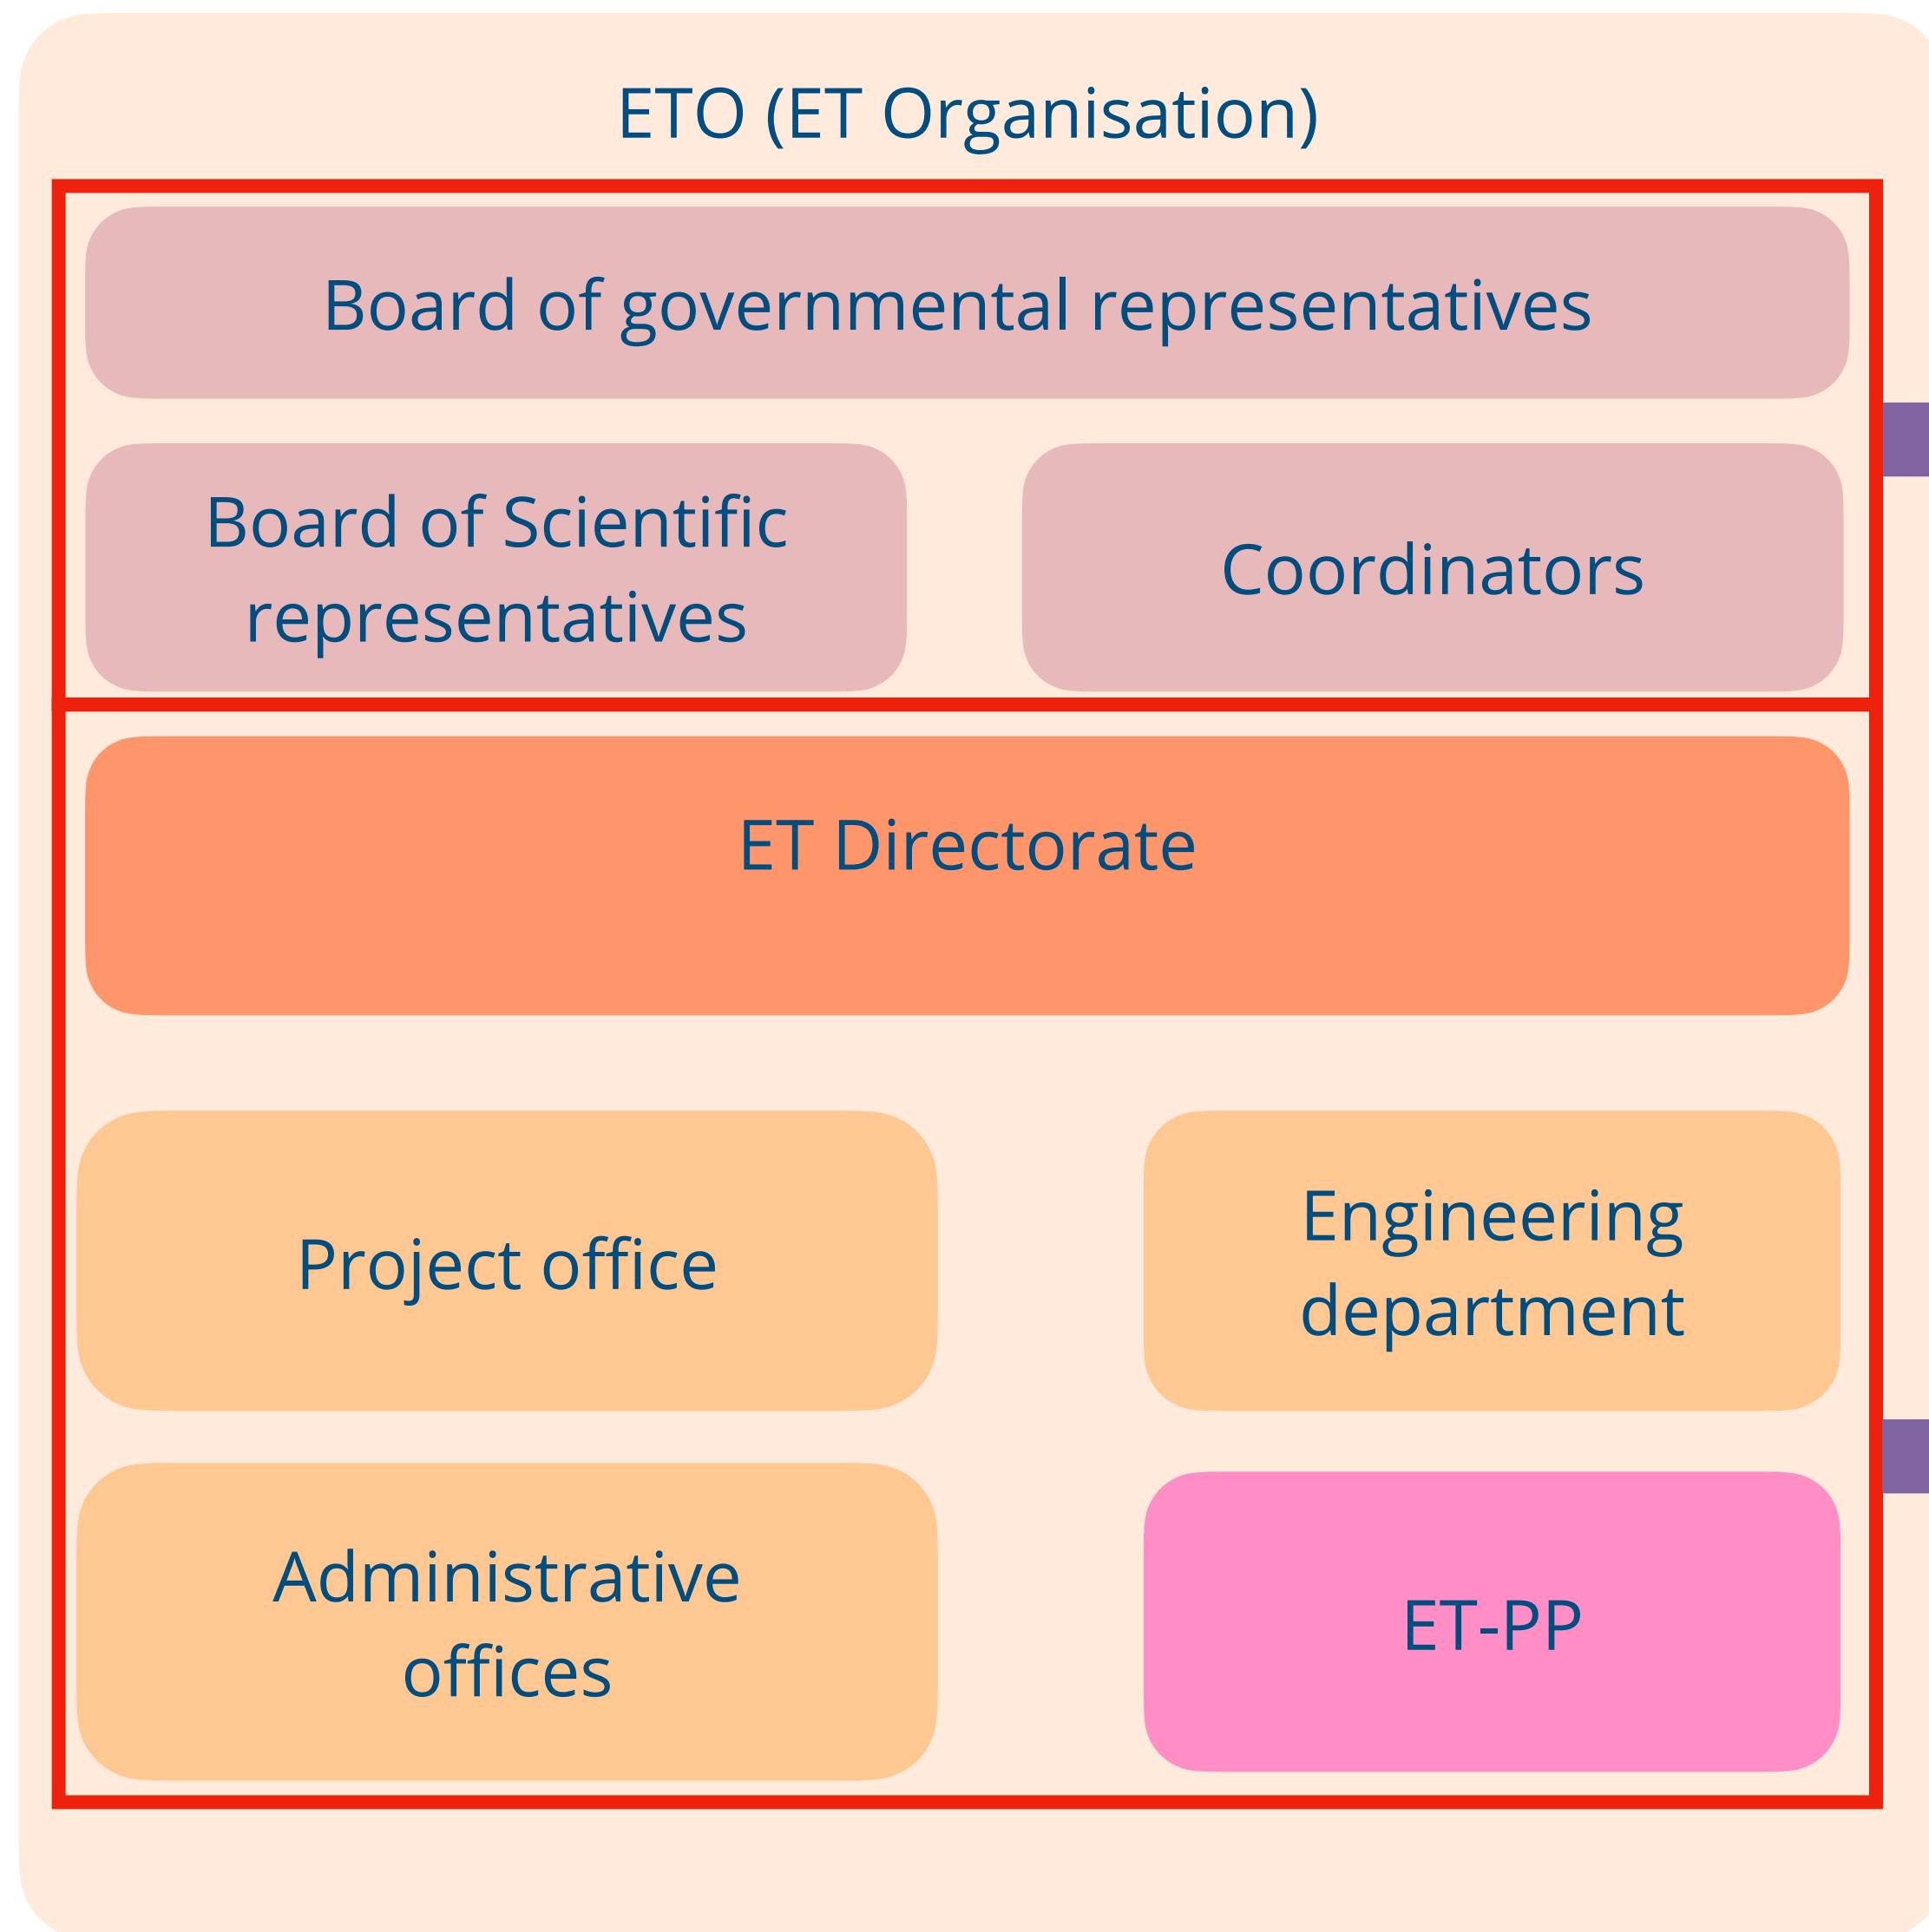 ETO (ET Organisation)
Board of governmental representatives
Board of Scientific
representatives
Coordinators
ET Directorate
Project office
Engineering
department
Administrative
offices
ET-PP